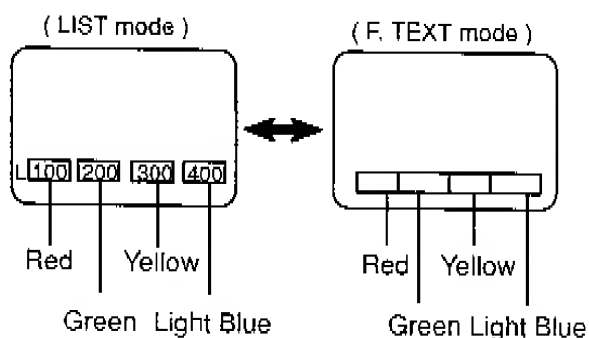 ( LIST mode )
( F. TEXT mode )
L 100 200 300 400
Red Yellow
Green Light Blue
Red Yellow
Green Light Blue